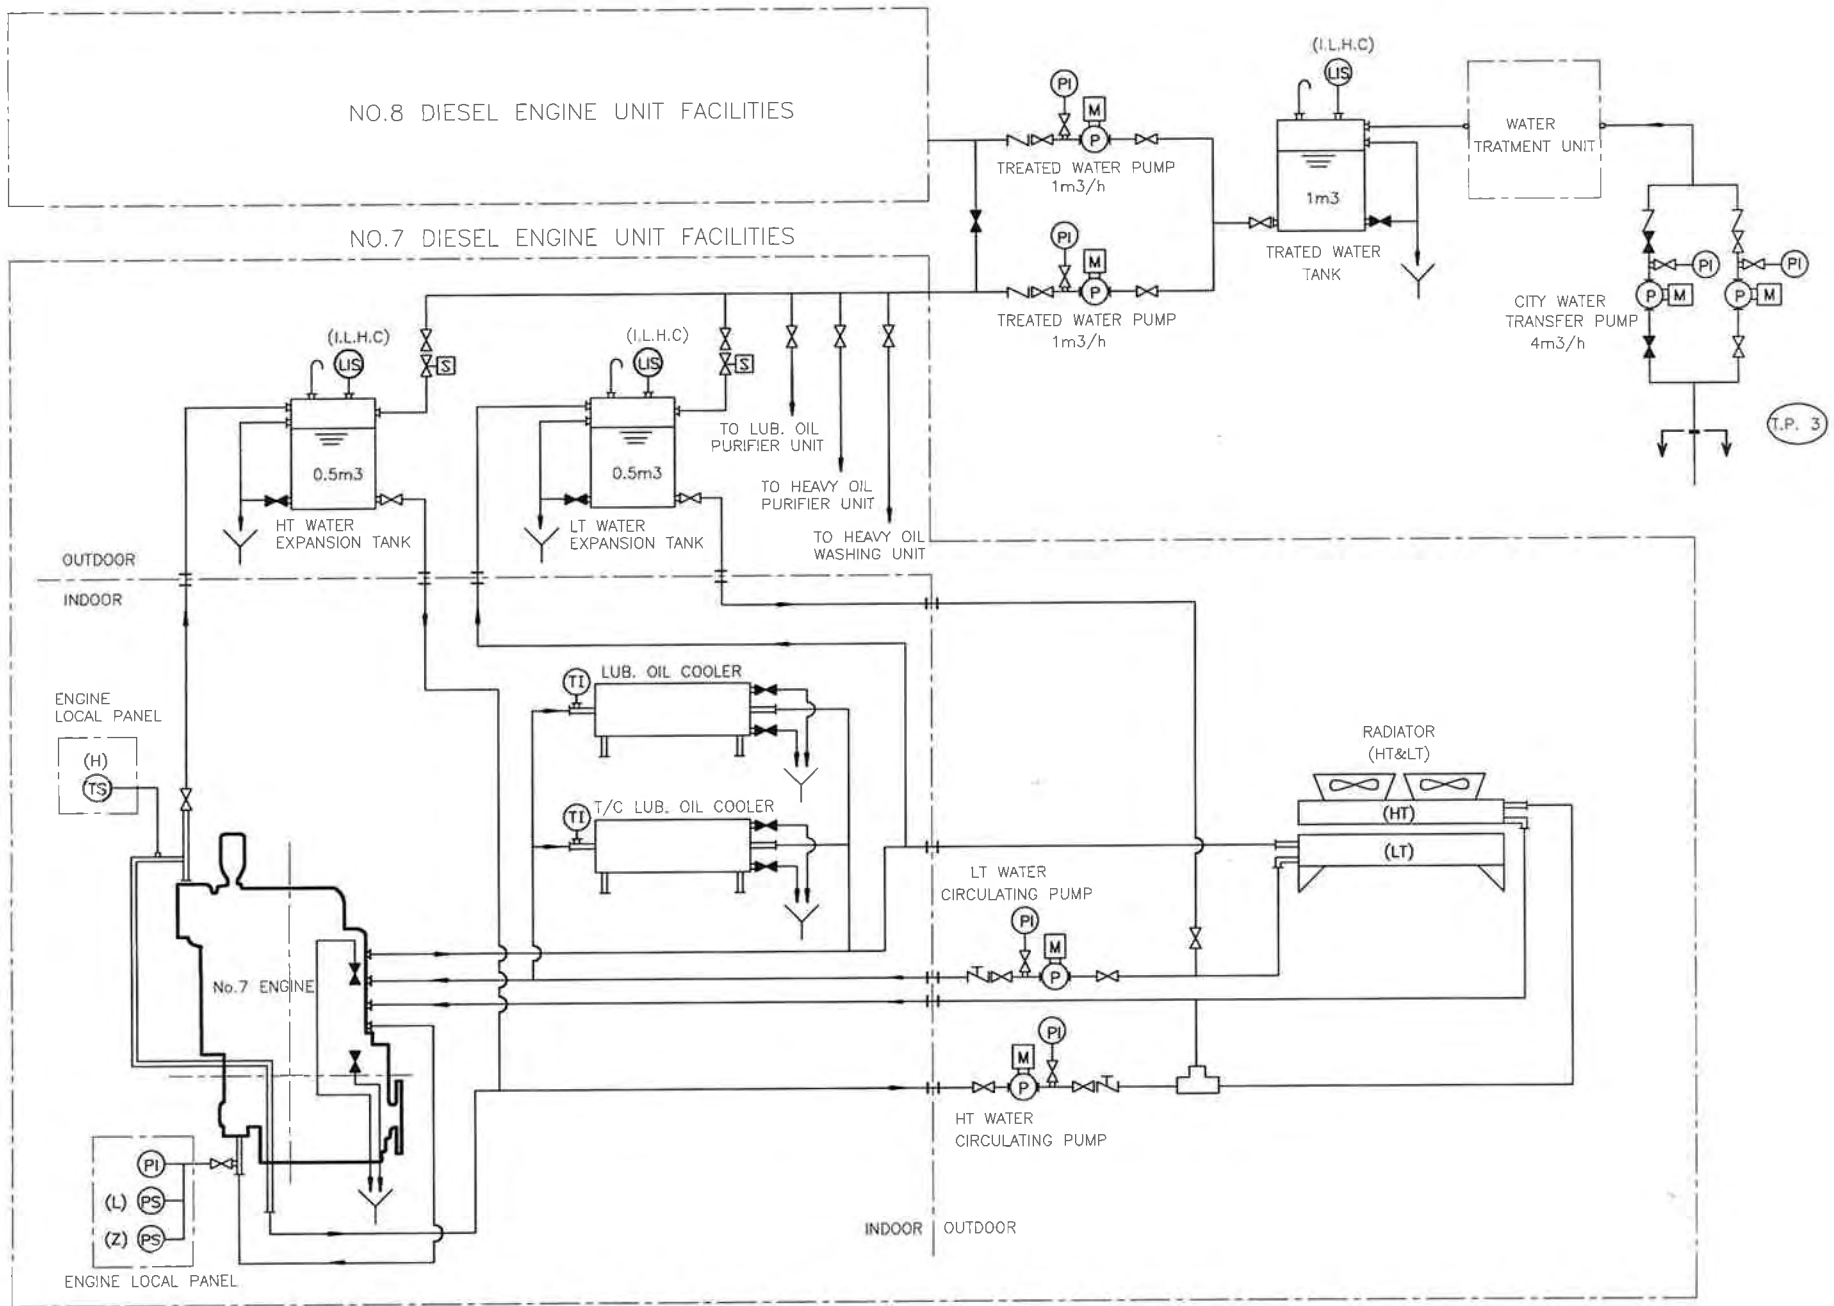 (I.L.H.C)
LIS
PI
M
P
NO.8 DIESEL ENGINE UNIT FACILITIES
WATER
TRATMENT UNIT
TREATED WATER PUMP
1m3/h
1m3
NO.7 DIESEL ENGINE UNIT FACILITIES
PI
M
P
TRATED WATER
TANK
PI
PI
P
M
P
M
CITY WATER
TRANSFER PUMP
4m3/h
TREATED WATER PUMP
1m3/h
(I.L.H.C)
LIS
S
(I.L.H.C)
LIS
S
T.P. 3
TO LUB. OIL
PURIFIER UNIT
0.5m3
0.5m3
TO HEAVY OIL
PURIFIER UNIT
HT WATER
EXPANSION TANK
LT WATER
EXPANSION TANK
TO HEAVY OIL
WASHING UNIT
OUTDOOR
INDOOR
LUB. OIL COOLER
TI
ENGINE
LOCAL PANEL
(H)
TS
RADIATOR
(HT&LT)
T/C LUB. OIL COOLER
TI
(HT)
(LT)
LT WATER
CIRCULATING PUMP
PI
M
P
No.7 ENGINE
PI
M
P
HT WATER
CIRCULATING PUMP
PI
(L) PS
(Z) PS
INDOOR
OUTDOOR
ENGINE LOCAL PANEL